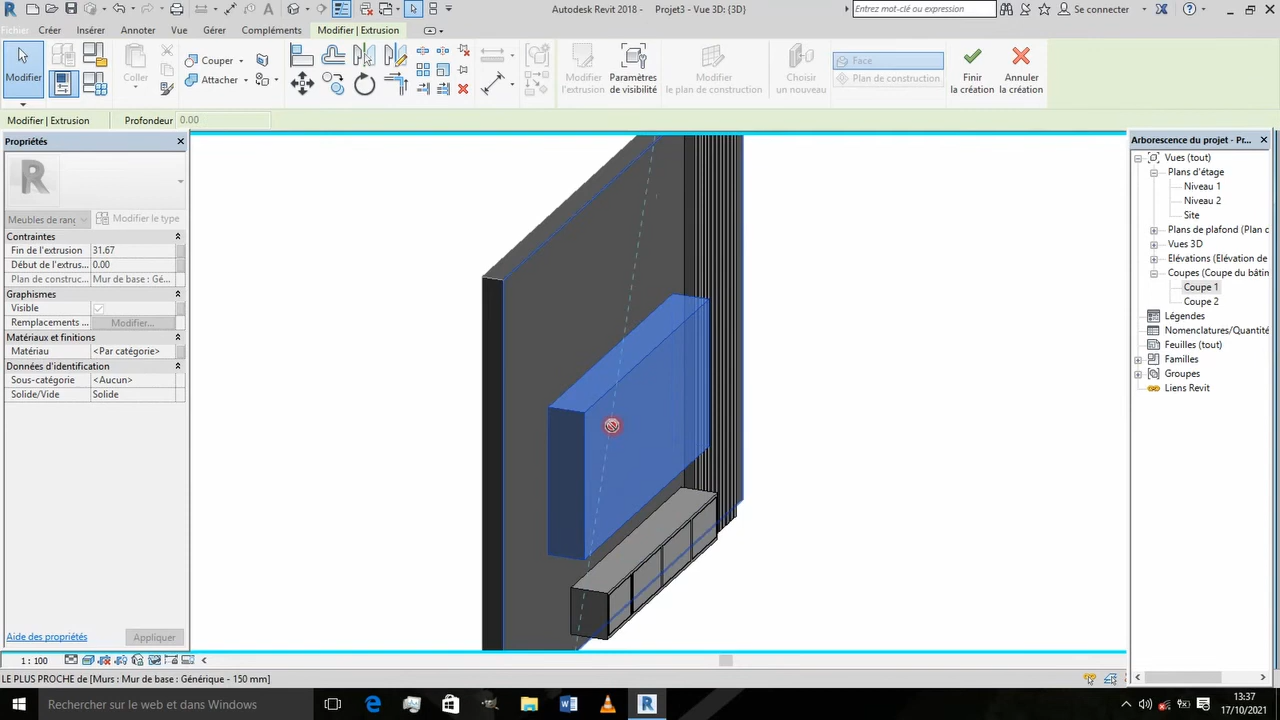 Autodesk Revit 2018 - Projet3 - Vue 3D: {3D}
Entrez mot-clé ou expression
Se connecter
Fichier Créer Insérer Annoter Vue Gérer Compléments Modifier | Extrusion
Modifier
Coller
Couper
Attacher
Modifier
l'extrusion
Paramètres
de visibilité
Modifier
le plan de construction
Choisir
un nouveau
Face
Plan de construction
Finir
la création
Annuler
la création
Modifier | Extrusion Profondeur 0.00
Propriétés
R
Meubles de rang Modifier le type
Contraintes
Fin de l'extrusion 31.67
Début de l'extrus... 0.00
Plan de construc... Mur de base : Gé...
Graphismes
Visible
Remplacements ... Modifier...
Matériaux et finitions
Matériau <Par catégorie>
Données d'identification
Sous-catégorie <Aucun>
Solide/Vide Solide
Aide des propriétés Appliquer
Arborescence du projet - Pr...
Vues (tout)
Plans d'étage
Niveau 1
Niveau 2
Site
Plans de plafond (Plan c
Vues 3D
Elévations (Elévation de
Coupes (Coupe du bâtin
Coupe 1
Coupe 2
Légendes
Nomenclatures/Quantité
Feuilles (tout)
Familles
Groupes
Liens Revit
1 : 100
LE PLUS PROCHE de [Murs : Mur de base : Générique - 150 mm]
Rechercher sur le web et dans Windows
13:37
17/10/2021